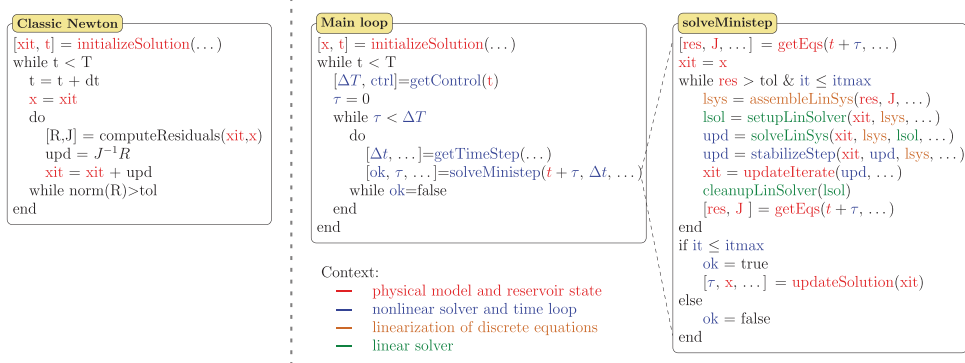 Classic Newton
[xit, t] = initializeSolution(…)
while t < T
t = t + dt
x = xit
do
[R,J] = computeResiduals(xit,x)
upd = J⁻¹R
xit = xit + upd
while norm(R)>tol
end
Main loop
[x, t] = initializeSolution(…)
while t < T
[ΔT, ctrl]=getControl(t)
τ = 0
while τ < ΔT
do
[Δt, …]=getTimeStep(…)
[ok, τ, …]=solveMinistep(t + τ, Δt, …)
while ok=false
end
end
Context:
physical model and reservoir state
nonlinear solver and time loop
linearization of discrete equations
linear solver
solveMinistep
[res, J, …] = getEqs(t + τ, …)
xit = x
while res > tol & it ≤ itmax
lsys = assembleLinSys(res, J, …)
lsol = setupLinSolver(xit, lsys, …)
upd = solveLinSys(xit, lsys, lsol, …)
upd = stabilizeStep(xit, upd, lsys, …)
xit = updateIterate(upd, …)
cleanupLinSolver(lsol)
[res, J ] = getEqs(t + τ, …)
end
if it ≤ itmax
ok = true
[τ, x, …] = updateSolution(xit)
else
ok = false
end